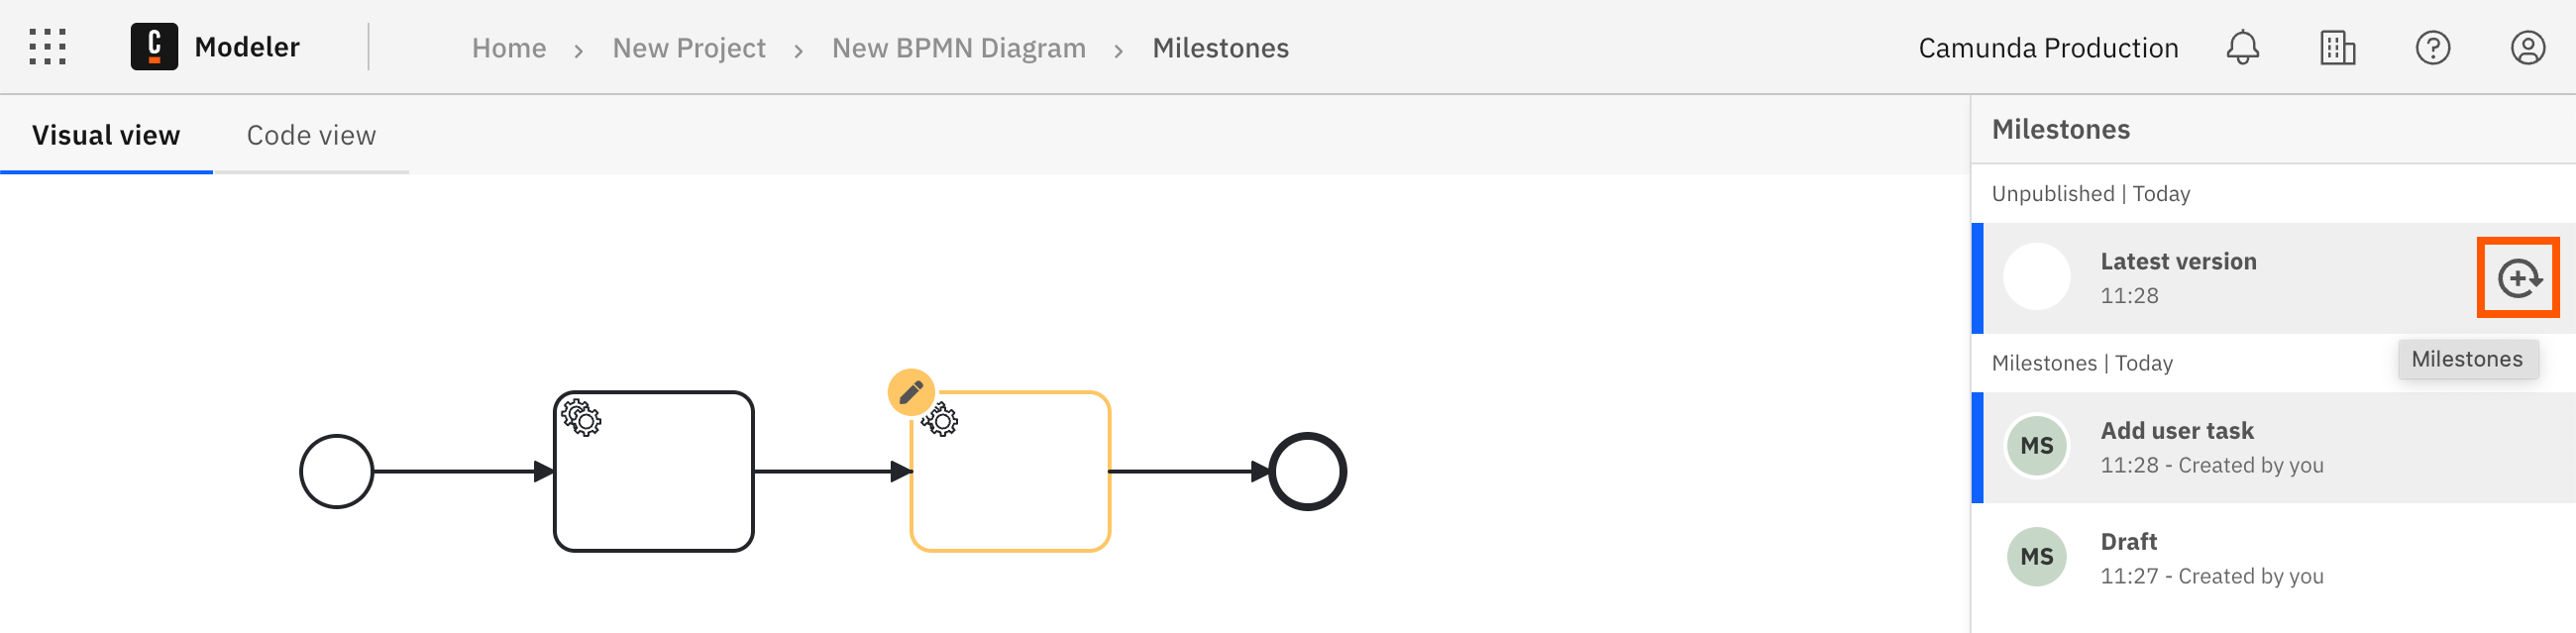 C Modeler Home › New Project › New BPMN Diagram › Milestones Camunda Production
Visual view Code view
Milestones
Unpublished | Today
Latest version
11:28
Milestones | Today
Milestones
MS Add user task
11:28 - Created by you
MS Draft
11:27 - Created by you